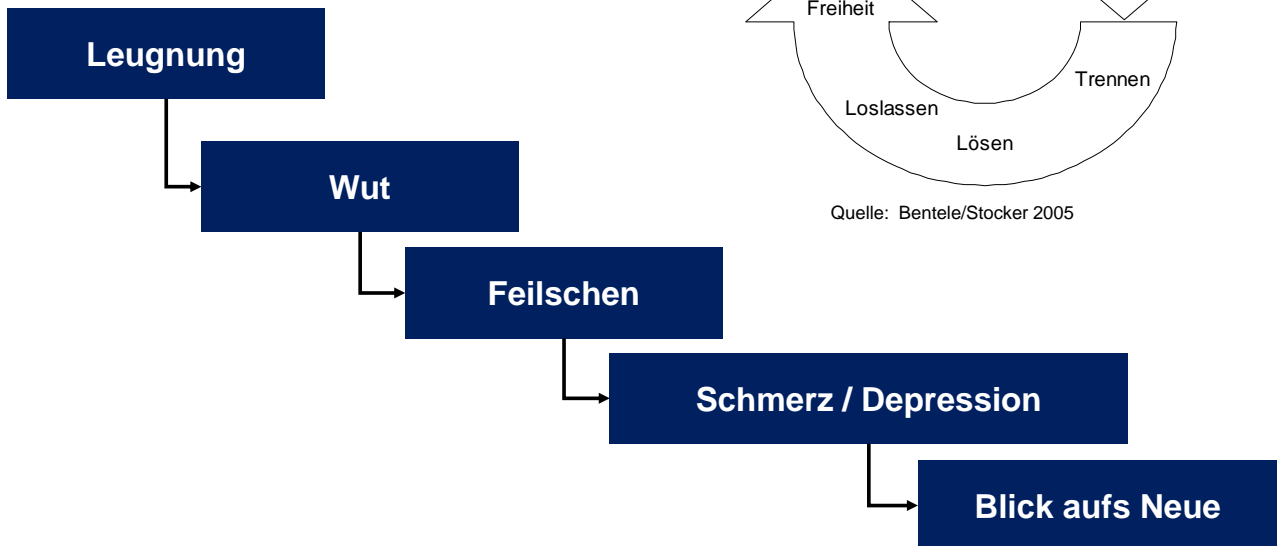 Freiheit
Leugnung
Trennen
Loslassen
Lösen
Wut
Quelle: Bentele/Stocker 2005
Feilschen
Schmerz / Depression
Blick aufs Neue